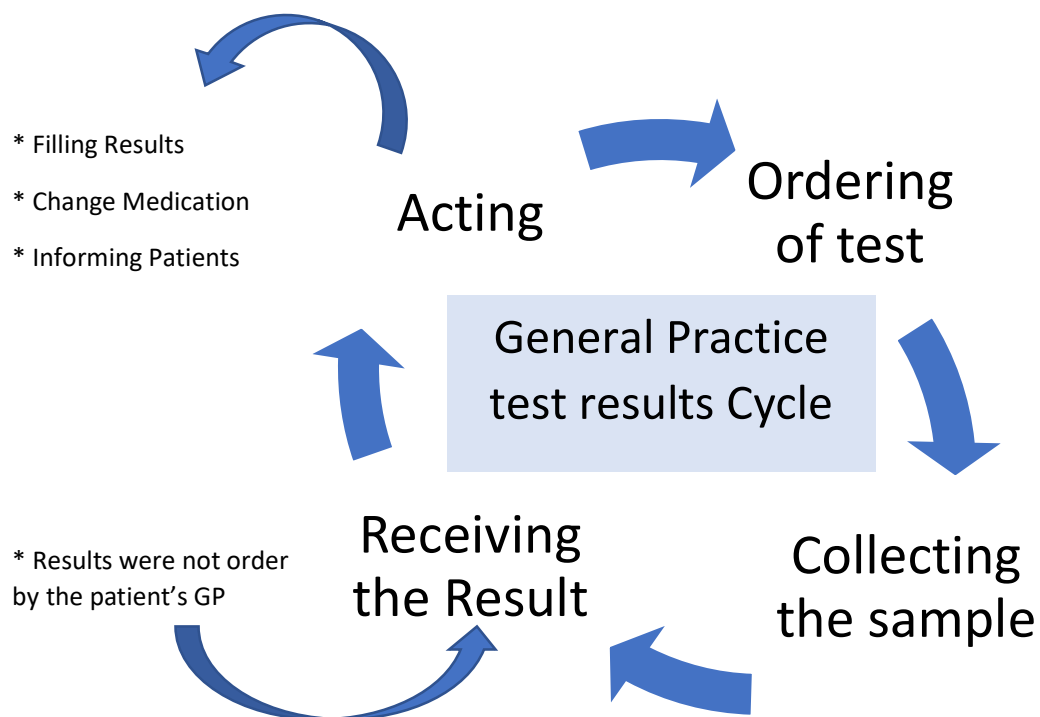 * Filling Results
* Change Medication
* Informing Patients
Acting
Ordering
of test
General Practice
test results Cycle
* Results were not order
by the patient’s GP
Receiving
the Result
Collecting
the sample